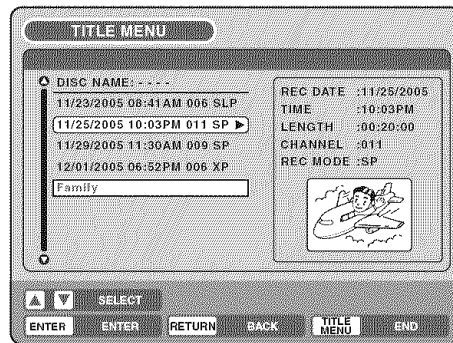 TITLE MENU
DISC NAME: - - - -
11/23/2005 08:41AM 006 SLP
11/25/2005 10:03PM 011 SP ▶
11/29/2005 11:30AM 009 SP
12/01/2005 06:52PM 006 XP
Family
REC DATE :11/25/2005
TIME :10:03PM
LENGTH :00:20:00
CHANNEL :011
REC MODE :SP
SELECT
ENTER ENTER RETURN BACK TITLE MENU END